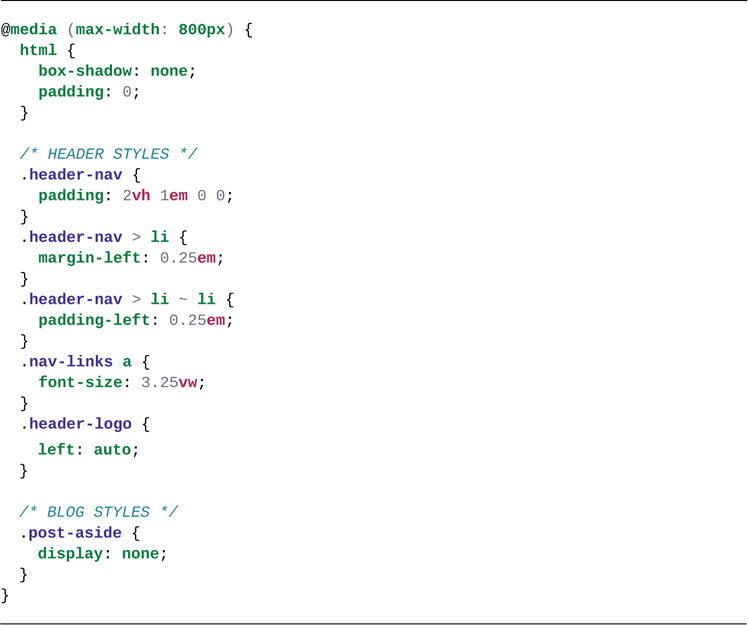 @media (max-width: 800px) {
  html {
    box-shadow: none;
    padding: 0;
  }

  /* HEADER STYLES */
  .header-nav {
    padding: 2vh 1em 0 0;
  }
  .header-nav > li {
    margin-left: 0.25em;
  }
  .header-nav > li ~ li {
    padding-left: 0.25em;
  }
  .nav-links a {
    font-size: 3.25vw;
  }
  .header-logo {
    left: auto;
  }

  /* BLOG STYLES */
  .post-aside {
    display: none;
  }
}